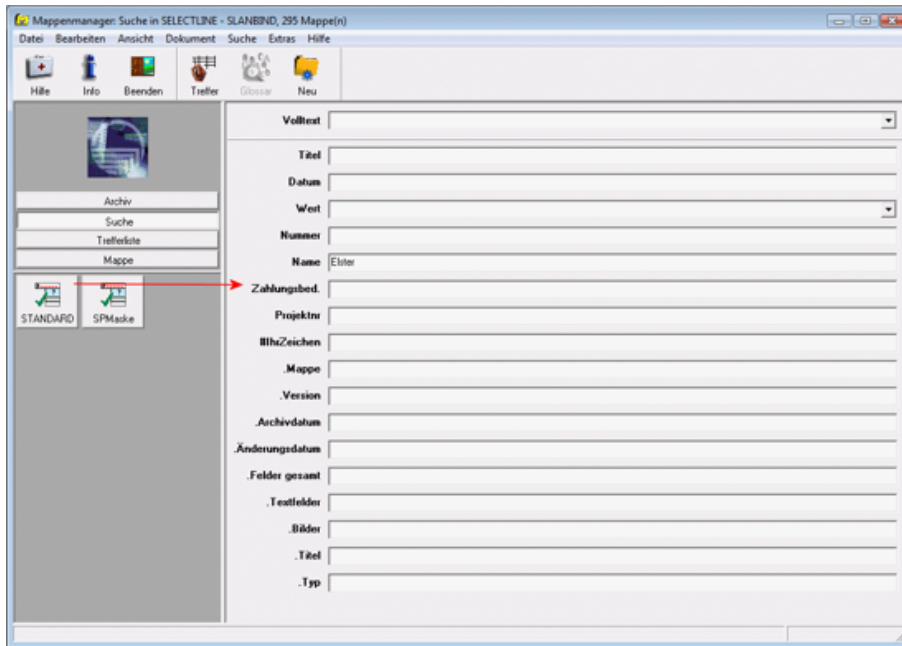 Mappenmanager: Suche in SELECTLINE - SLANBIND, 295 Mappe(n)
Datei Bearbeiten Ansicht Dokument Suche Extras Hilfe
Hilfe Info Beenden Treffer Glossar Neu
Volltext
Titel
Datum
Wert
Nummer
Name Elster
Zahlungsbed.
Projektnr
!!IhrZeichen
.Mappe
.Version
.Archivdatum
.Änderungsdatum
.Felder gesamt
.Textfelder
.Bilder
.Titel
.Typ
Archiv
Suche
Trefferliste
Mappe
STANDARD SPMaske